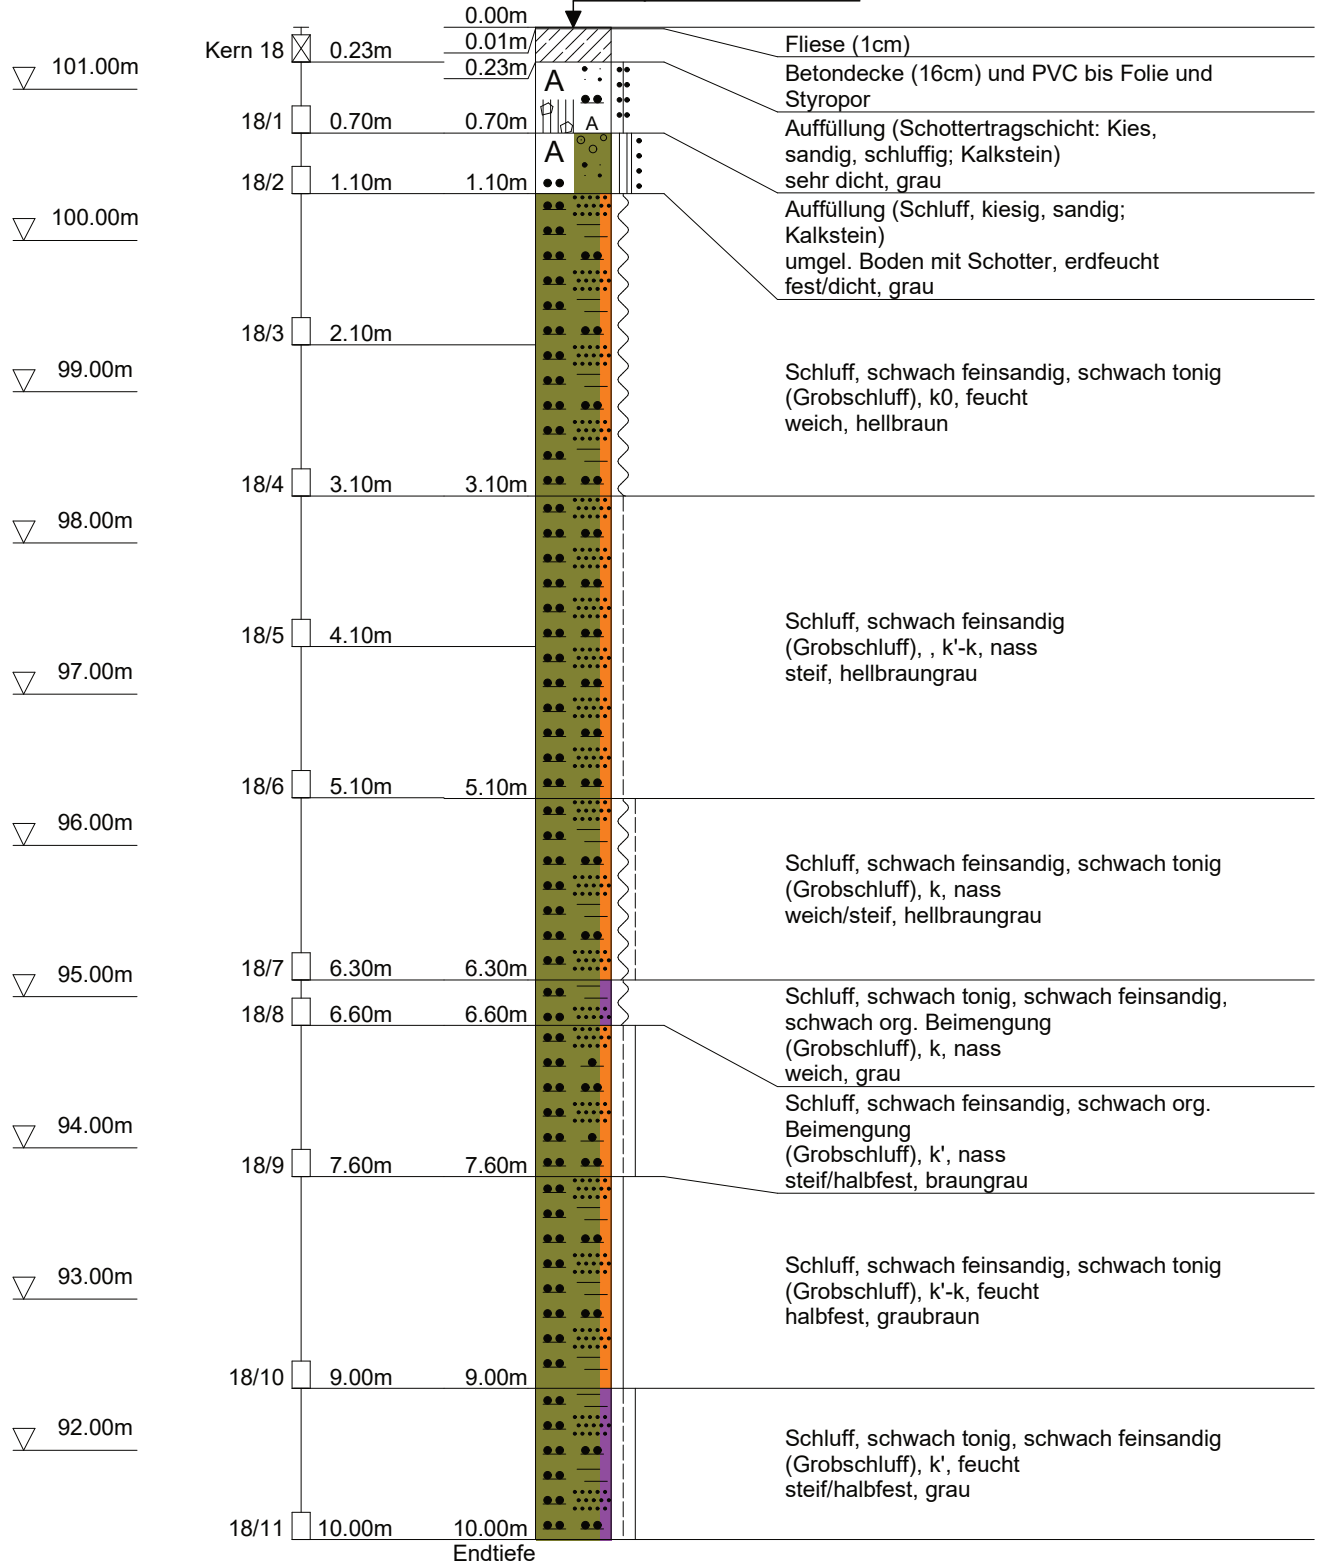 0.00m
0.01m
Kern 18 0.23m
0.23m
101.00m
A
18/1 0.70m 0.70m
A
A
18/2 1.10m 1.10m
100.00m
18/3 2.10m
99.00m
18/4 3.10m 3.10m
98.00m
18/5 4.10m
97.00m
18/6 5.10m 5.10m
96.00m
18/7 6.30m 6.30m
95.00m
18/8 6.60m 6.60m
94.00m
18/9 7.60m 7.60m
93.00m
18/10 9.00m 9.00m
92.00m
18/11 10.00m 10.00m
Endtiefe
Fliese (1cm)
Betondecke (16cm) und PVC bis Folie und
Styropor
Auffüllung (Schottertragschicht: Kies,
sandig, schluffig; Kalkstein)
sehr dicht, grau
Auffüllung (Schluff, kiesig, sandig;
Kalkstein)
umgel. Boden mit Schotter, erdfeucht
fest/dicht, grau
Schluff, schwach feinsandig, schwach tonig
(Grobschluff), k0, feucht
weich, hellbraun
Schluff, schwach feinsandig
(Grobschluff), , k'-k, nass
steif, hellbraungrau
Schluff, schwach feinsandig, schwach tonig
(Grobschluff), k, nass
weich/steif, hellbraungrau
Schluff, schwach tonig, schwach feinsandig,
schwach org. Beimengung
(Grobschluff), k, nass
weich, grau
Schluff, schwach feinsandig, schwach org.
Beimengung
(Grobschluff), k', nass
steif/halbfest, braungrau
Schluff, schwach feinsandig, schwach tonig
(Grobschluff), k'-k, feucht
halbfest, graubraun
Schluff, schwach tonig, schwach feinsandig
(Grobschluff), k', feucht
steif/halbfest, grau